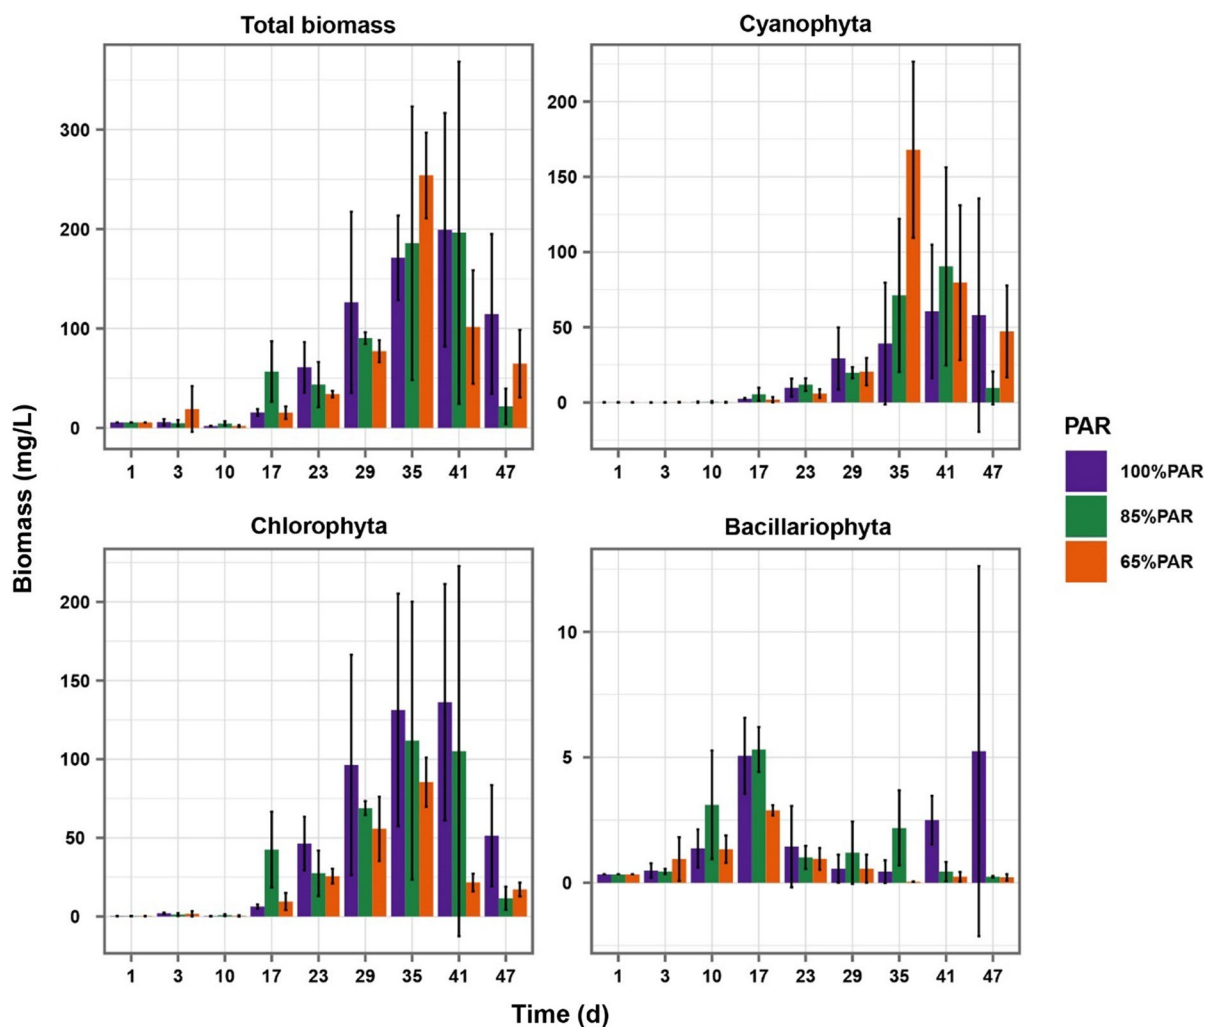 Total biomass
Cyanophyta
300
200
100
0
200
150
100
50
0
1 3 10 17 23 29 35 41 47
1 3 10 17 23 29 35 41 47
Biomass (mg/L)
Chlorophyta
Bacillariophyta
200
150
100
50
0
10
5
0
1 3 10 17 23 29 35 41 47
1 3 10 17 23 29 35 41 47
Time (d)
PAR
100%PAR
85%PAR
65%PAR